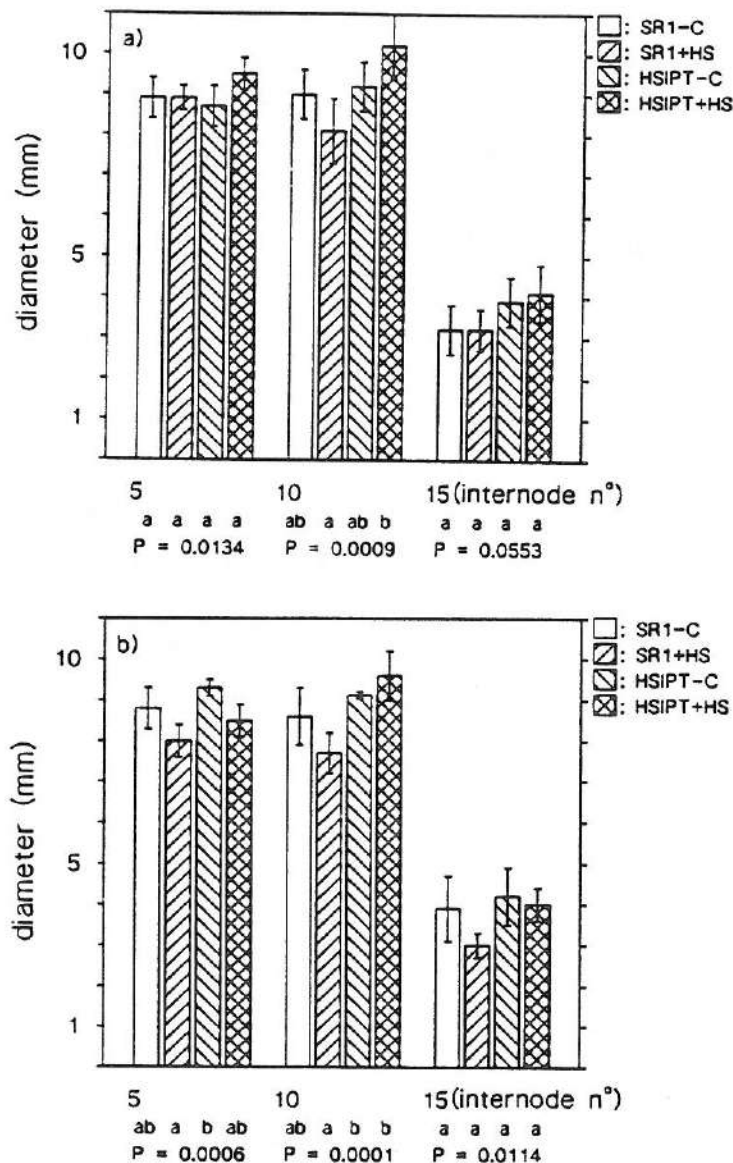 a)
: SR1-C
: SR1+HS
: HSIPT-C
: HSIPT+HS
10
5
1
diameter (mm)
5 10 15(internode n°)
a a a a ab a ab b a a a a
P = 0.0134 P = 0.0009 P = 0.0553
b)
: SR1-C
: SR1+HS
: HSIPT-C
: HSIPT+HS
10
5
1
diameter (mm)
5 10 15(internode n°)
ab a b ab ab a b b a a a a
P = 0.0006 P = 0.0001 P = 0.0114